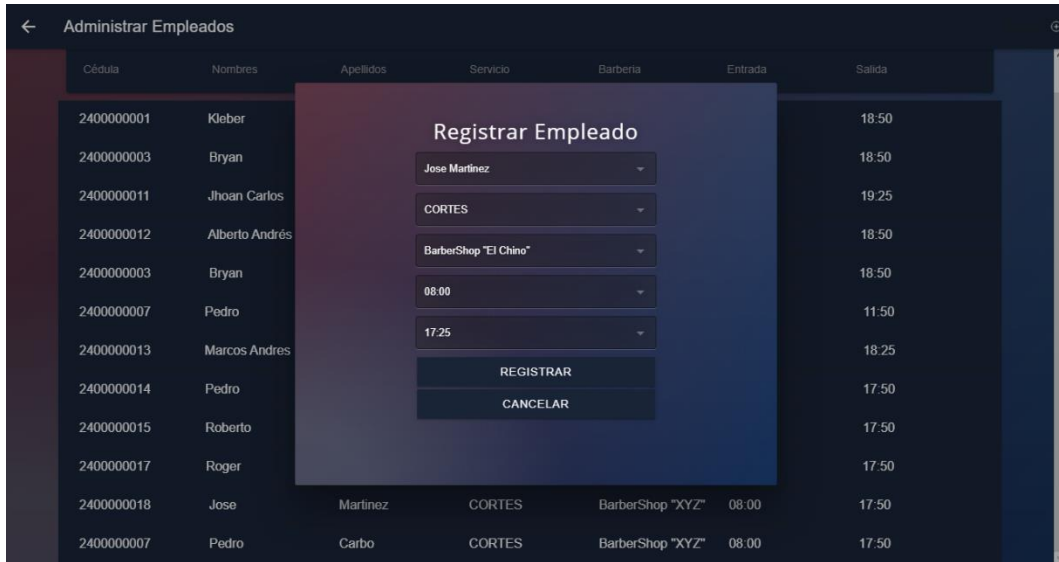 Administrar Empleados
Cédula Nombres Apellidos Servicio Barberia Entrada Salida
2400000001 Kleber 18:50
2400000003 Bryan 18:50
2400000011 Jhoan Carlos 19:25
2400000012 Alberto Andrés 18:50
2400000003 Bryan 18:50
2400000007 Pedro 11:50
2400000013 Marcos Andres 18:25
2400000014 Pedro 17:50
2400000015 Roberto 17:50
2400000017 Roger 17:50
2400000018 Jose Martinez CORTES BarberShop "XYZ" 08:00 17:50
2400000007 Pedro Carbo CORTES BarberShop "XYZ" 08:00 17:50
Registrar Empleado
Jose Martinez
CORTES
BarberShop "El Chino"
08:00
17:25
REGISTRAR
CANCELAR